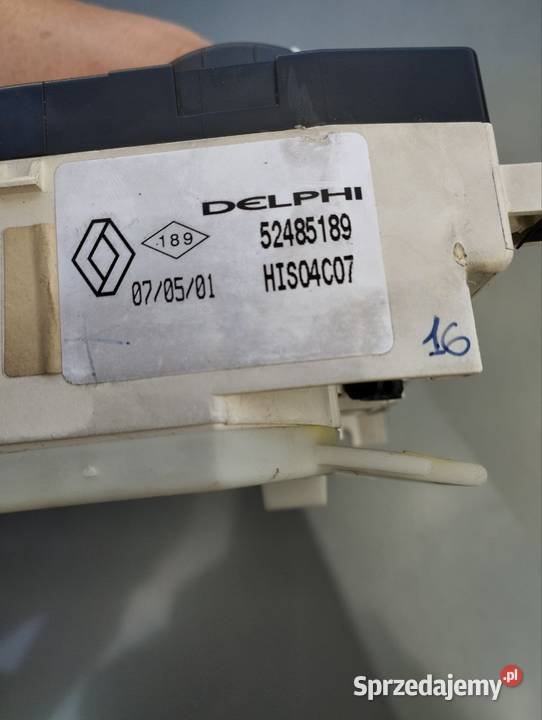 DELPHI
189
52485189
07/05/01
HIS04C07
16
Sprzedajemy.pl